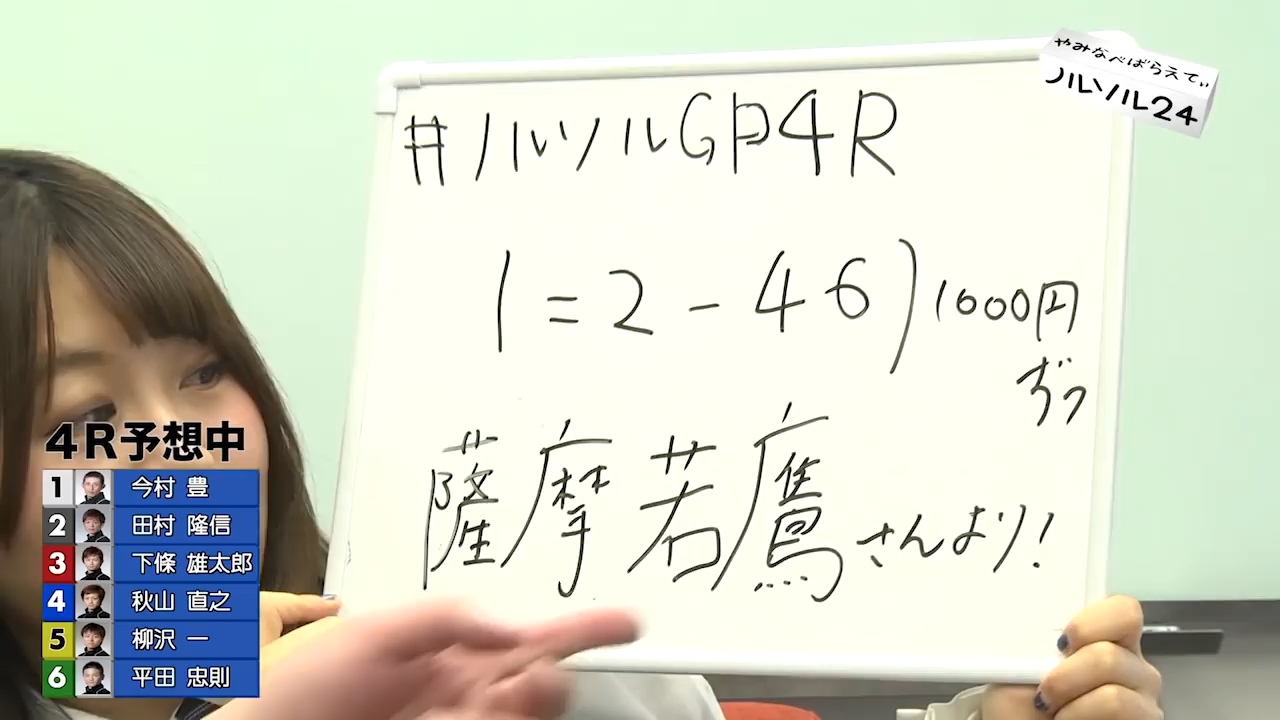 やみなべばらえてぃ
ノルソル24
#ノルソルGP4R
1=2-46)1000円
ずつ
薩摩若鷹さんより!
4R予想中
1 今村 豊
2 田村 隆信
3 下條 雄太郎
4 秋山 直之
5 柳沢 一
6 平田 忠則